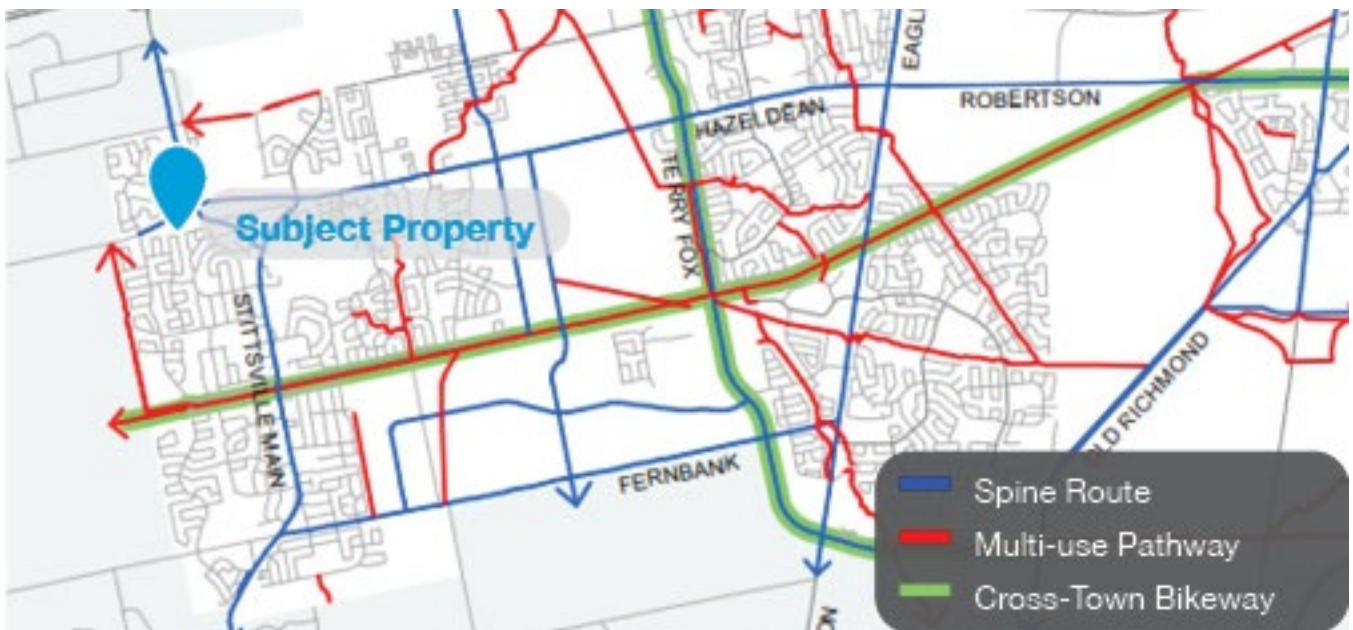 EAGL
ROBERTSON
HAZELDEAN
TERRY FOX
Subject Property
STITTSVILLE MAIN
OLD RICHMOND
FERNBANK
Spine Route
Multi-use Pathway
Cross-Town Bikeway
ON